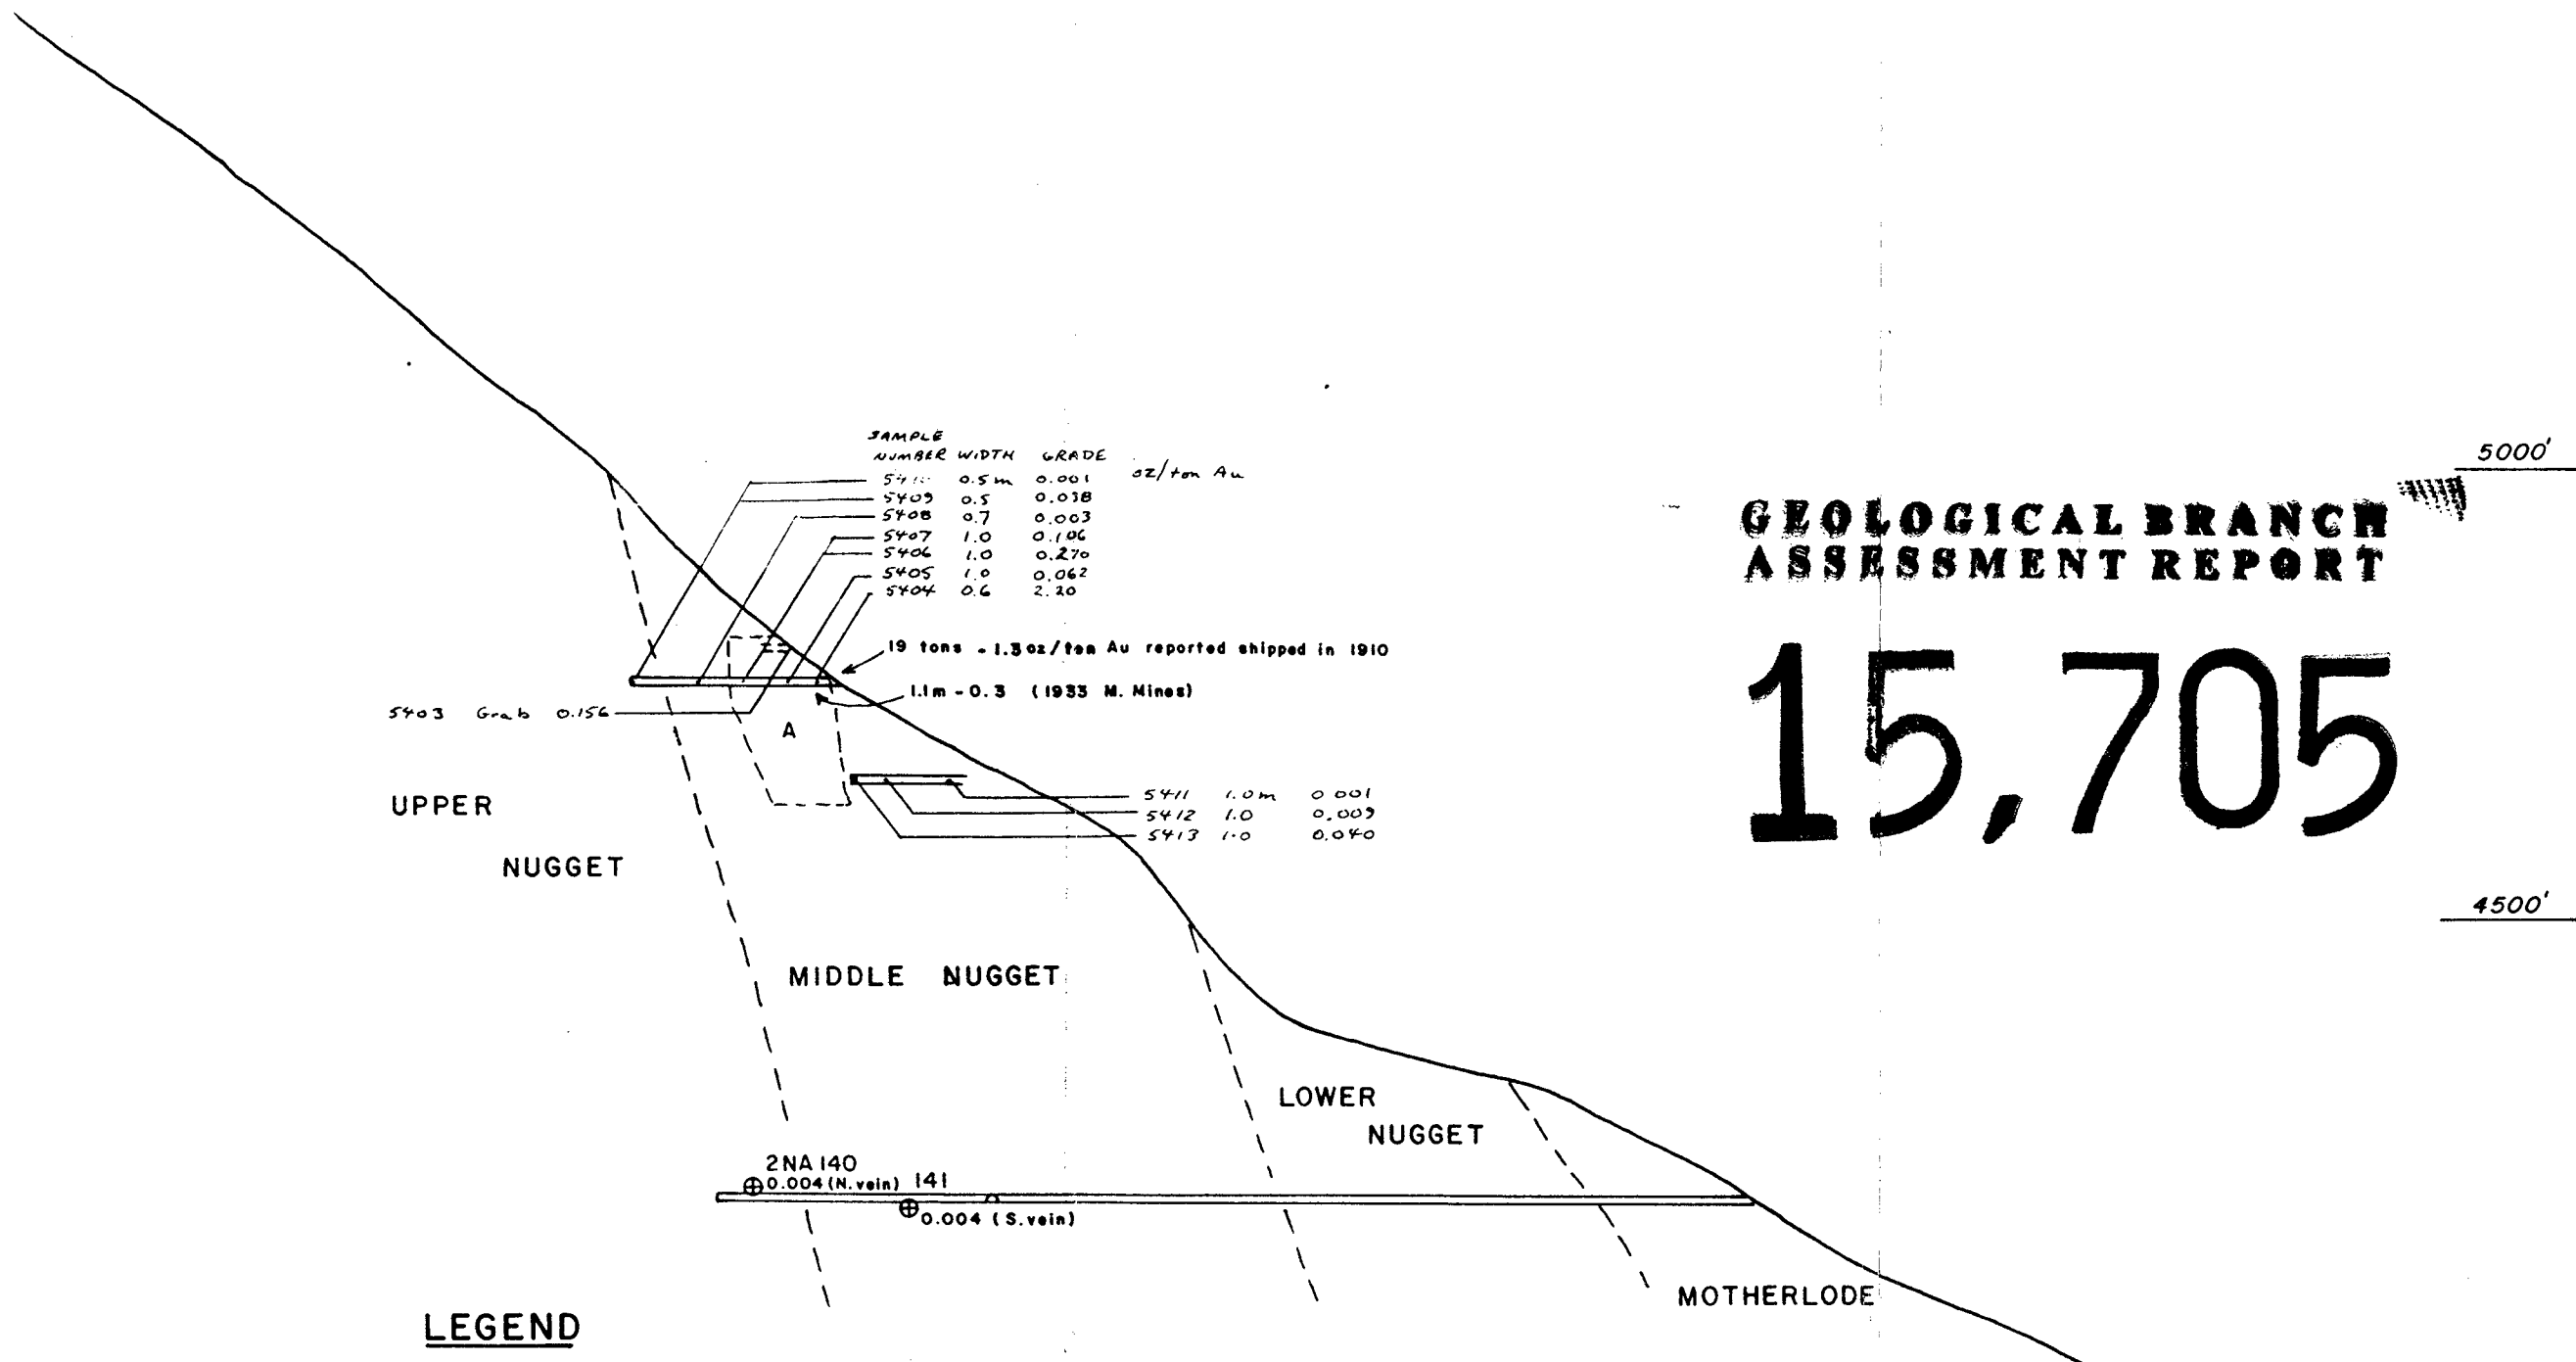 SAMPLE
NUMBER WIDTH GRADE
oz/ton Au
0.5m 0.001
5409 0.5 0.038
5408 0.7 0.003
5407 1.0 0.106
5406 1.0 0.270
5405 1.0 0.062
5404 0.6 2.20
19 tons - 1.3oz/ton Au reported shipped in 1910
1.1m - 0.3 (1933 M. Mines)
5403 Grab 0.156
A
5411 1.0m 0.001
5412 1.0 0.009
5413 1.0 0.040
UPPER
NUGGET
MIDDLE NUGGET
LOWER
NUGGET
2NA 140
0.004 (N. vein) 141
0.004 (S. vein)
MOTHERLODE
LEGEND
5000'
GEOLOGICAL BRANCH
ASSESSMENT REPORT
15,705
4500'